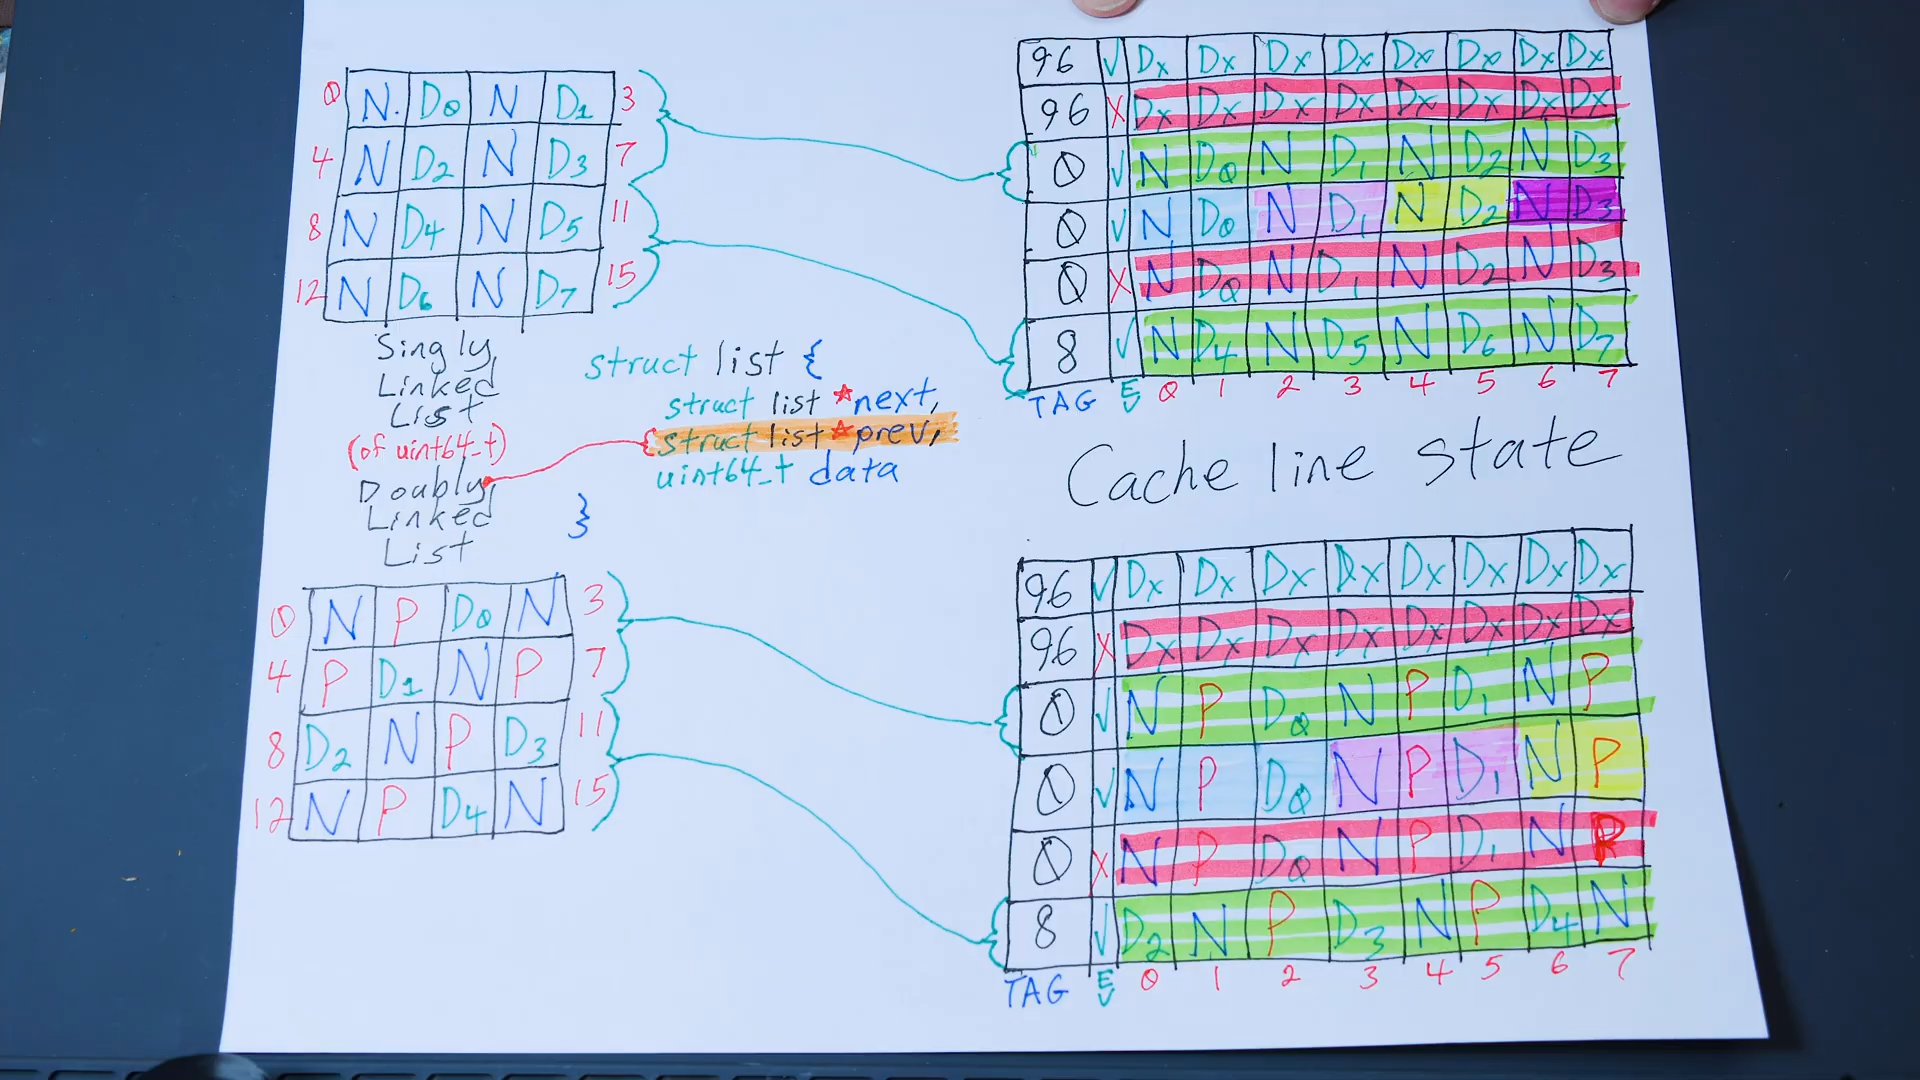 0 N. D0 N D1 3
4 N D2 N D3 7
8 N D4 N D5 11
12 N D6 N D7 15
Singly
Linked
List
(of uint64_t)
Doubly
Linked
List
struct list {
struct list *next,
struct list *prev,
uint64_t data
}
0 N P D0 N 3
4 P D1 N P 7
8 D2 N P D3 11
12 N P D4 N 15
96 √ Dx Dx Dx Dx Dx Dx Dx Dx
96 X Dx Dx Dx Dx Dx Dx Dx Dx
0 √ N D0 N D1 N D2 N D3
0 √ N D0 N D1 N D2 N D3
0 X N D0 N D1 N D2 N D3
8 √ N D4 N D5 N D6 N D7
TAG E 0 1 2 3 4 5 6 7
Cache line state
96 √ Dx Dx Dx Dx Dx Dx Dx Dx
96 X Dx Dx Dx Dx Dx Dx Dx Dx
0 √ N P D0 N P D1 N P
0 √ N P D0 N P D1 N P
0 X N P D0 N P D1 N P
8 √ D2 N P D3 N P D4 N
TAG E 0 1 2 3 4 5 6 7